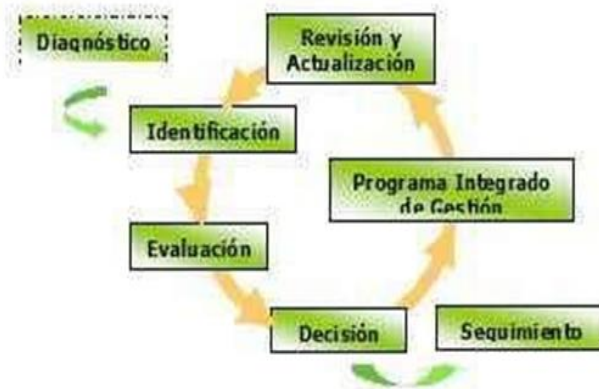 Diagnóstico
Revisión y
Actualización
Identificación
Programa Integrado
de Gestión
Evaluación
Decisión
Seguimiento